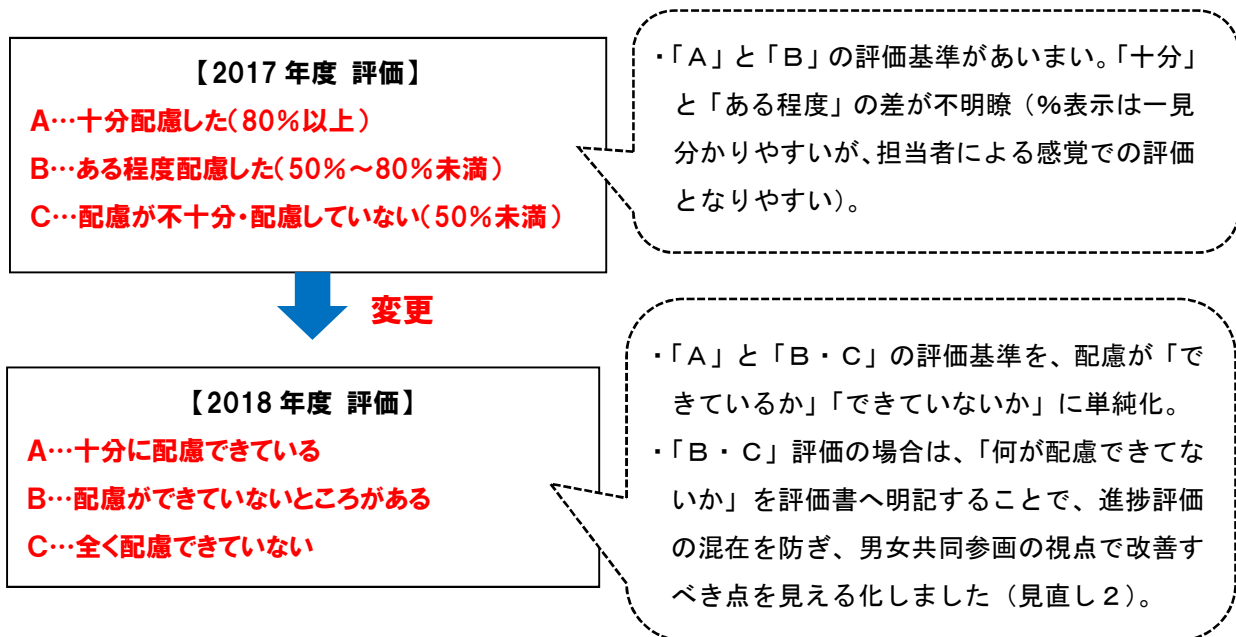 【2017年度 評価】
A…十分配慮した（80％以上）
B…ある程度配慮した（50％～80％未満）
C…配慮が不十分・配慮していない（50％未満）
・「A」と「B」の評価基準があいまい。「十分」
と「ある程度」の差が不明瞭（％表示は一見
分かりやすいが、担当者による感覚での評価
となりやすい）。
変更
【2018年度 評価】
A…十分に配慮できている
B…配慮ができていないところがある
C…全く配慮できていない
・「A」と「B・C」の評価基準を、配慮が「で
きているか」「できていないか」に単純化。
・「B・C」評価の場合は、「何が配慮できてな
いか」を評価書へ明記することで、進捗評価
の混在を防ぎ、男女共同参画の視点で改善す
べき点を見える化しました（見直し２）。